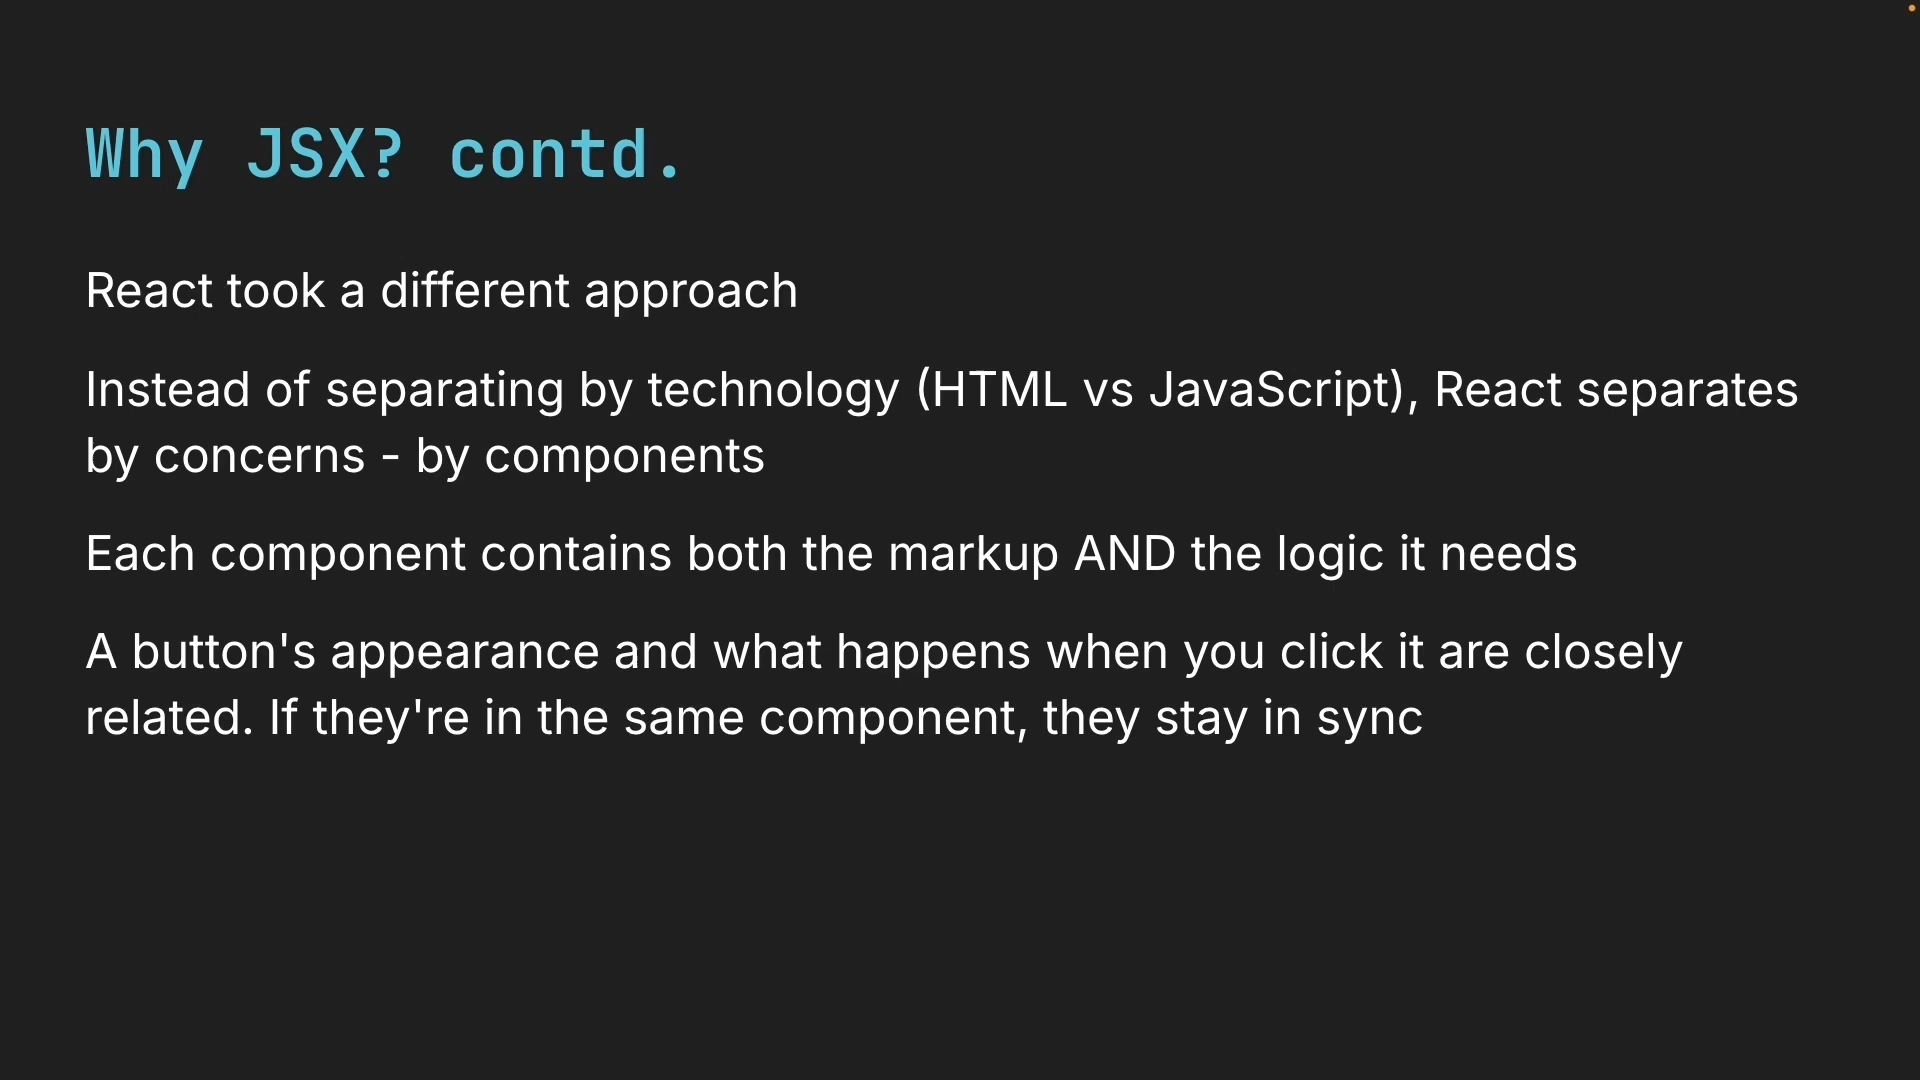 Why JSX? contd.
React took a different approach
Instead of separating by technology (HTML vs JavaScript), React separates
by concerns - by components
Each component contains both the markup AND the logic it needs
A button's appearance and what happens when you click it are closely
related. If they're in the same component, they stay in sync